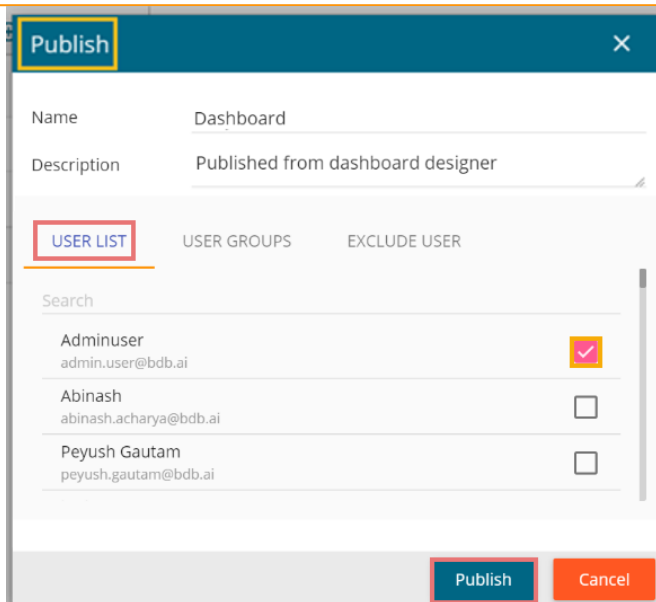 Publish
Name Dashboard
Description Published from dashboard designer
USER LIST USER GROUPS EXCLUDE USER
Search
Adminuser
admin.user@bdb.ai
Abinash
abinash.acharya@bdb.ai
Peyush Gautam
peyush.gautam@bdb.ai
Publish Cancel